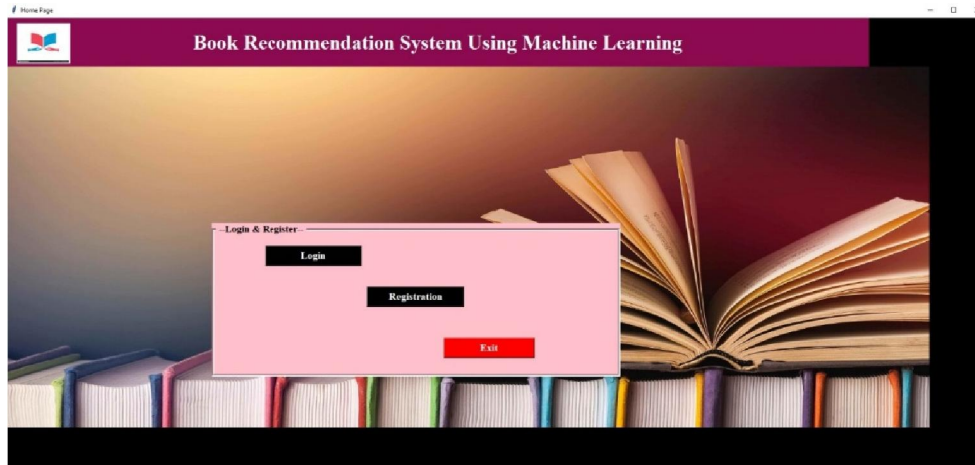 Home Page
Book Recommendation System Using Machine Learning
--Login & Register--
Login
Registration
Exit